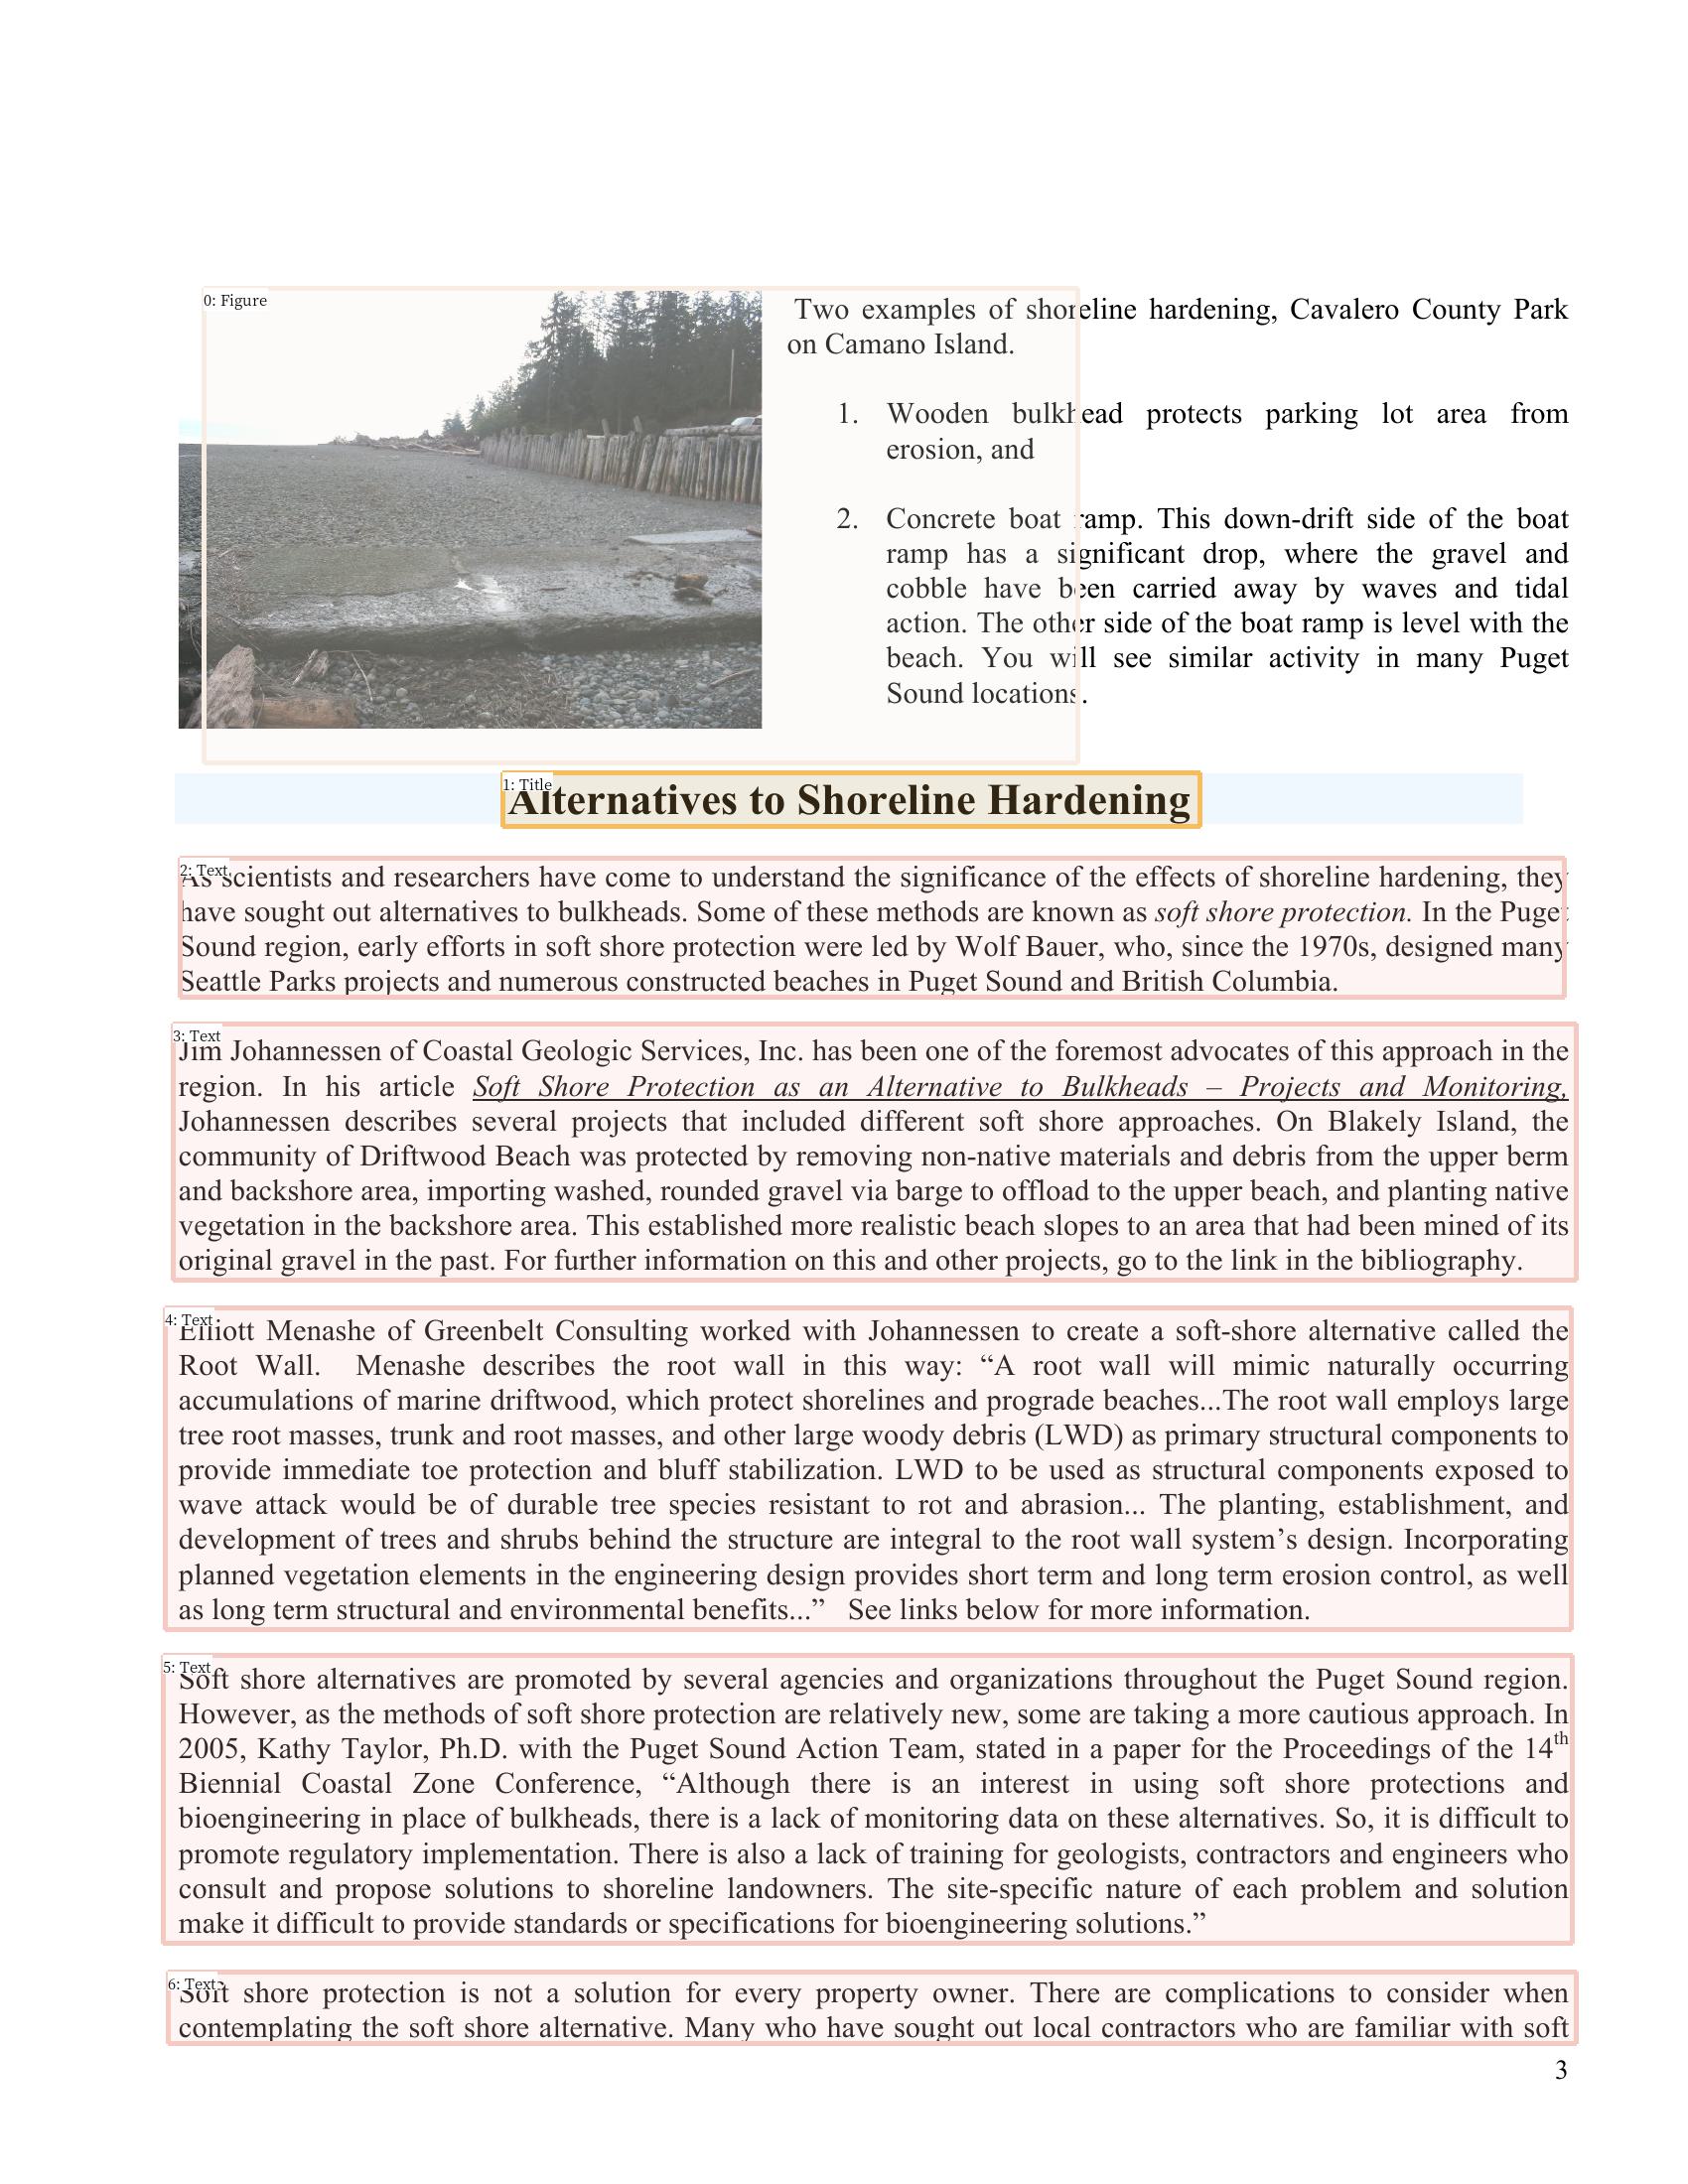 0: Figure
Two examples of shoreline hardening, Cavalero County Park
on Camano Island.
1. Wooden bulkhead protects parking lot area from
erosion, and
2. Concrete boat ramp. This down-drift side of the boat
ramp has a significant drop, where the gravel and
cobble have been carried away by waves and tidal
action. The other side of the boat ramp is level with the
beach. You will see similar activity in many Puget
Sound locations.
1: Title
Alternatives to Shoreline Hardening
2: Text
As scientists and researchers have come to understand the significance of the effects of shoreline hardening, they
have sought out alternatives to bulkheads. Some of these methods are known as soft shore protection. In the Puget
Sound region, early efforts in soft shore protection were led by Wolf Bauer, who, since the 1970s, designed many
Seattle Parks projects and numerous constructed beaches in Puget Sound and British Columbia.
3: Text
Jim Johannessen of Coastal Geologic Services, Inc. has been one of the foremost advocates of this approach in the
region. In his article Soft Shore Protection as an Alternative to Bulkheads – Projects and Monitoring,
Johannessen describes several projects that included different soft shore approaches. On Blakely Island, the
community of Driftwood Beach was protected by removing non-native materials and debris from the upper berm
and backshore area, importing washed, rounded gravel via barge to offload to the upper beach, and planting native
vegetation in the backshore area. This established more realistic beach slopes to an area that had been mined of its
original gravel in the past. For further information on this and other projects, go to the link in the bibliography.
4: Text
Elliott Menashe of Greenbelt Consulting worked with Johannessen to create a soft-shore alternative called the
Root Wall. Menashe describes the root wall in this way: “A root wall will mimic naturally occurring
accumulations of marine driftwood, which protect shorelines and prograde beaches...The root wall employs large
tree root masses, trunk and root masses, and other large woody debris (LWD) as primary structural components to
provide immediate toe protection and bluff stabilization. LWD to be used as structural components exposed to
wave attack would be of durable tree species resistant to rot and abrasion... The planting, establishment, and
development of trees and shrubs behind the structure are integral to the root wall system’s design. Incorporating
planned vegetation elements in the engineering design provides short term and long term erosion control, as well
as long term structural and environmental benefits...” See links below for more information.
5: Text
Soft shore alternatives are promoted by several agencies and organizations throughout the Puget Sound region.
However, as the methods of soft shore protection are relatively new, some are taking a more cautious approach. In
2005, Kathy Taylor, Ph.D. with the Puget Sound Action Team, stated in a paper for the Proceedings of the 14th
Biennial Coastal Zone Conference, “Although there is an interest in using soft shore protections and
bioengineering in place of bulkheads, there is a lack of monitoring data on these alternatives. So, it is difficult to
promote regulatory implementation. There is also a lack of training for geologists, contractors and engineers who
consult and propose solutions to shoreline landowners. The site-specific nature of each problem and solution
make it difficult to provide standards or specifications for bioengineering solutions.”
6: Text
Soft shore protection is not a solution for every property owner. There are complications to consider when
contemplating the soft shore alternative. Many who have sought out local contractors who are familiar with soft
3